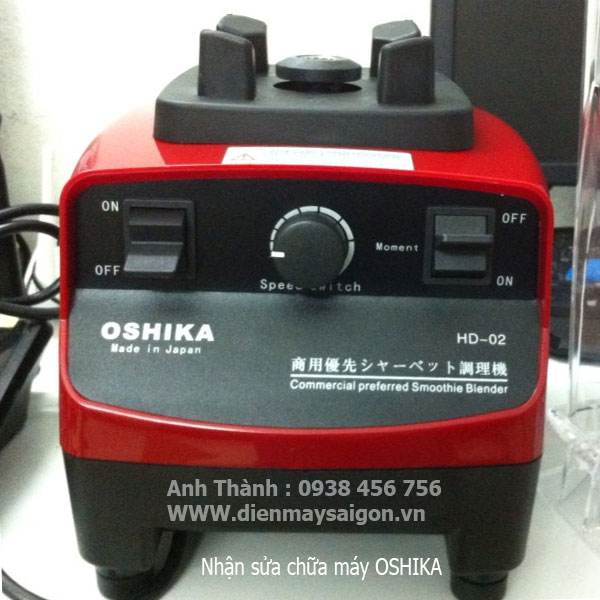 ON
OFF
Moment
OFF
ON
Speed switch
OSHIKA
Made in Japan
HD-02
商用優先シャーベット調理機
Commercial preferred Smoothie Blender
Anh Thành : 0938 456 756
WWW.dienmaysaigon.vn
Nhận sửa chữa máy OSHIKA